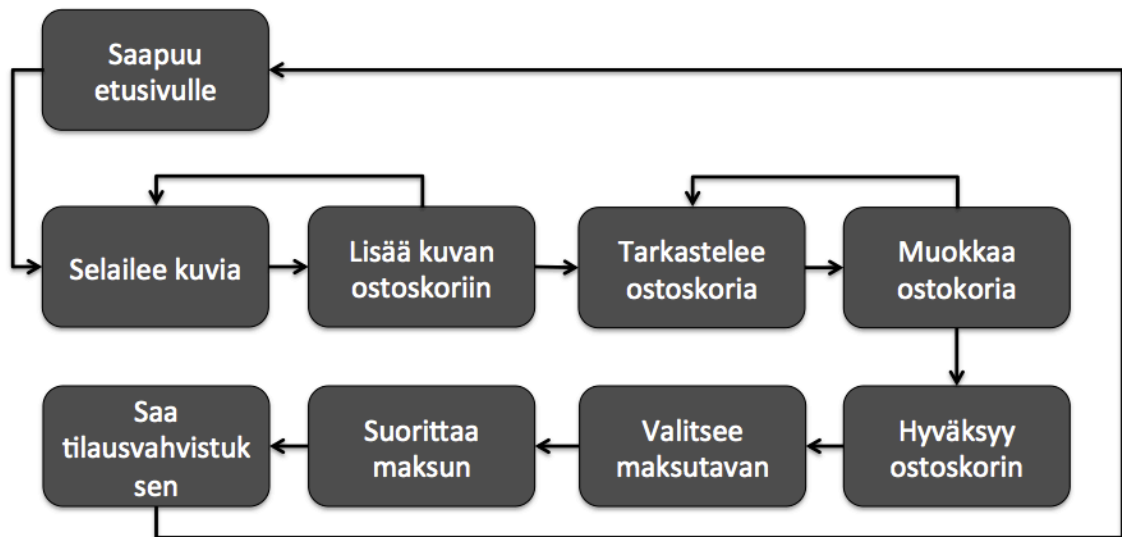 Saapuu
etusivulle
Selailee kuvia
Lisää kuvan
ostoskoriin
Tarkastelee
ostoskoria
Muokkaa
ostokoria
Saa
tilausvahvistuk
sen
Suorittaa
maksun
Valitsee
maksutavan
Hyväksyy
ostoskorin